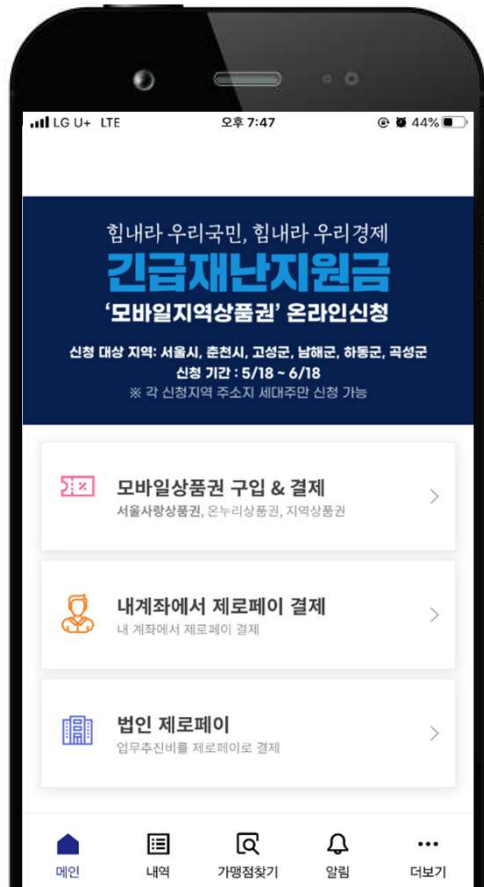 LG U+ LTE 오후 7:47 44%
힘내라 우리국민, 힘내라 우리경제
긴급재난지원금
‘모바일지역상품권’ 온라인신청
신청 대상 지역: 서울시, 춘천시, 고성군, 남해군, 하동군, 곡성군
신청 기간 : 5/18 ~ 6/18
※ 각 신청지역 주소지 세대주만 신청 가능
모바일상품권 구입 & 결제
서울사랑상품권, 온누리상품권, 지역상품권
내계좌에서 제로페이 결제
내 계좌에서 제로페이 결제
법인 제로페이
업무추진비를 제로페이로 결제
메인 내역 가맹점찾기 알림 더보기